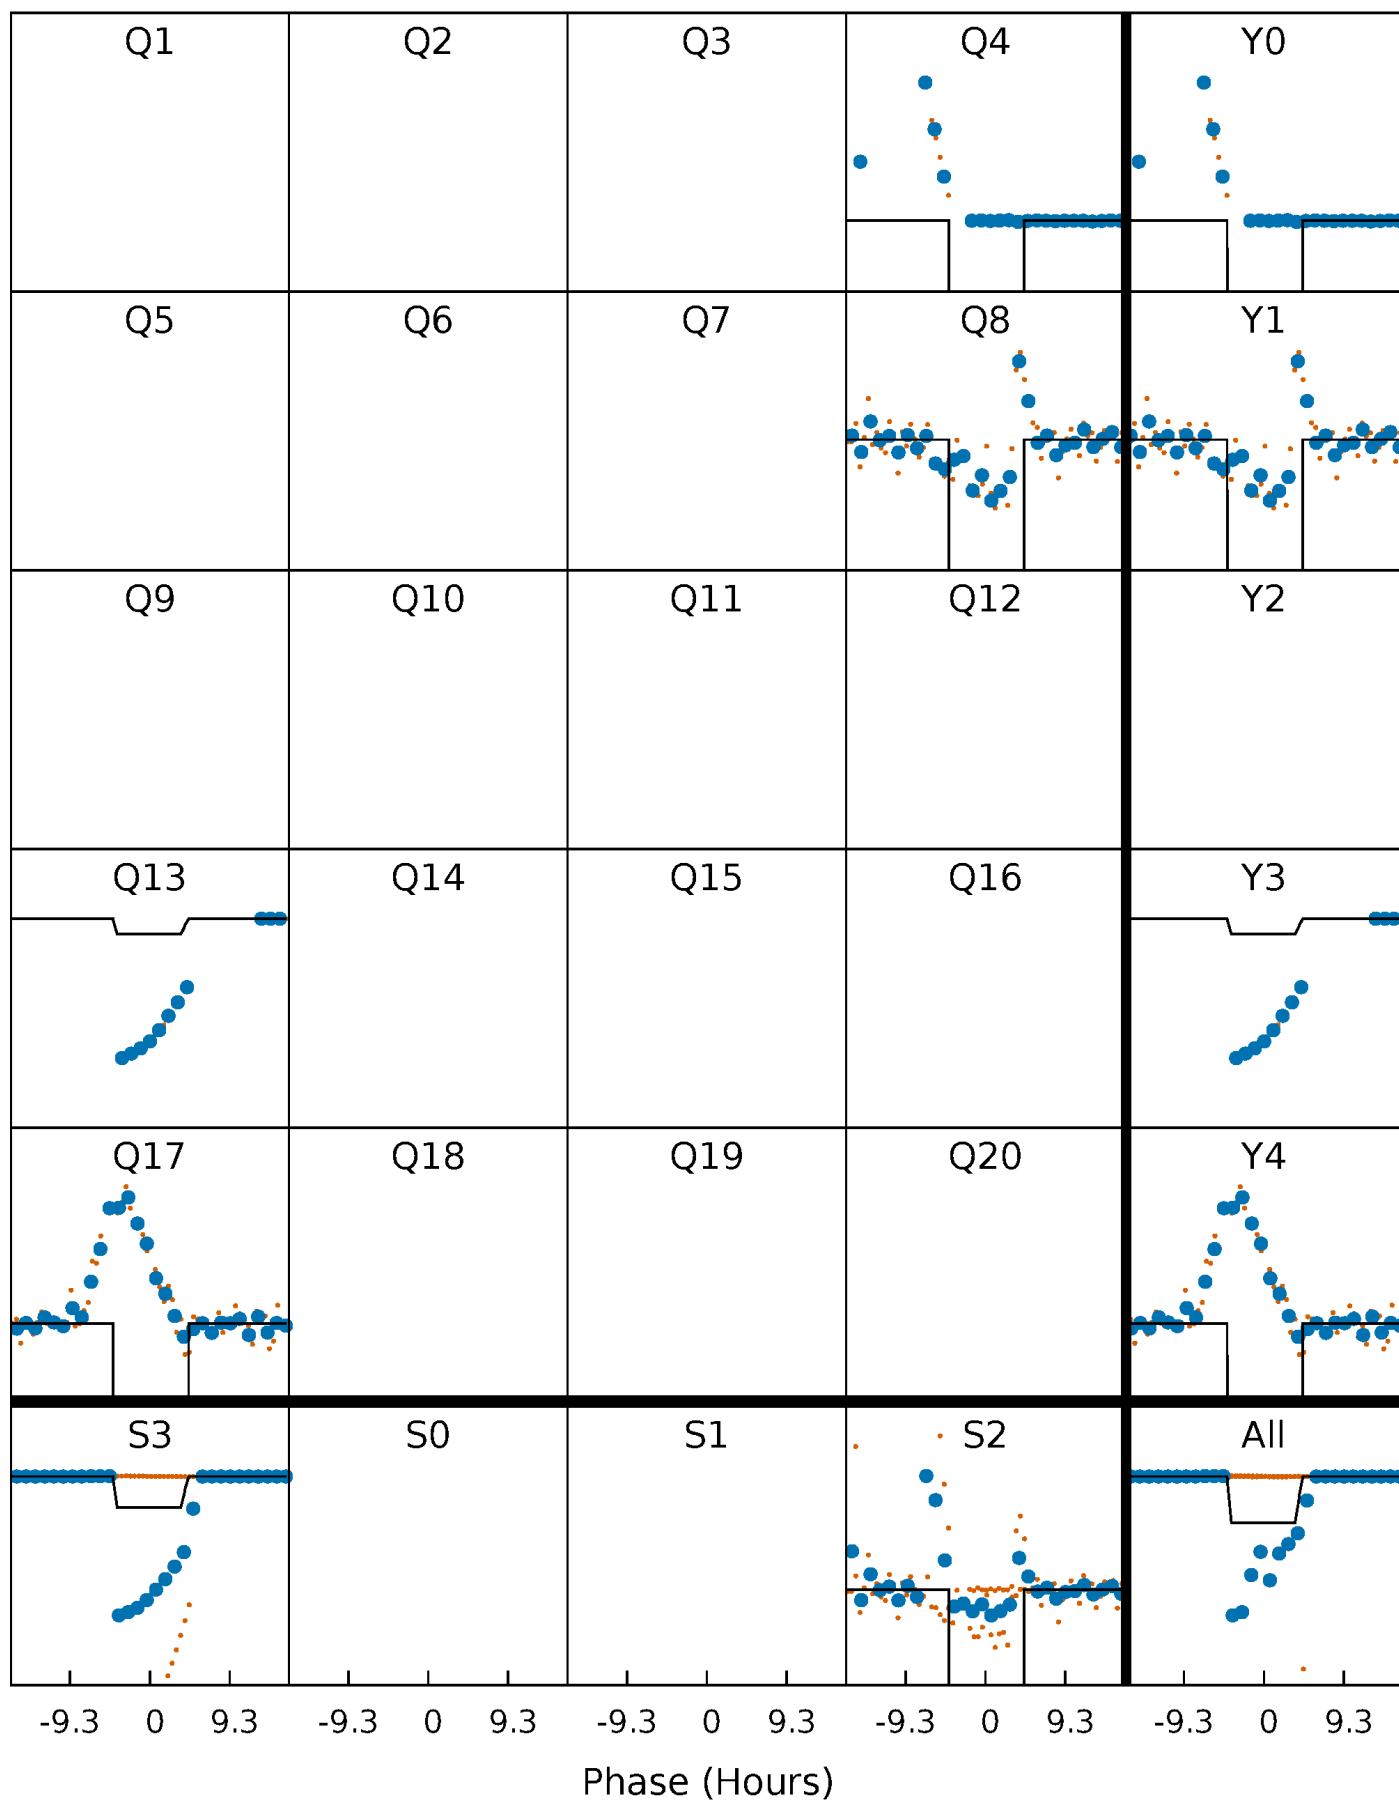 Q1 Q2 Q3 Q4 Y0
Q5 Q6 Q7 Q8 Y1
Q9 Q10 Q11 Q12 Y2
Q13 Q14 Q15 Q16 Y3
Q17 Q18 Q19 Q20 Y4
S3 S0 S1 S2 All
-9.3 0 9.3 -9.3 0 9.3 -9.3 0 9.3 -9.3 0 9.3 -9.3 0 9.3
Phase (Hours)